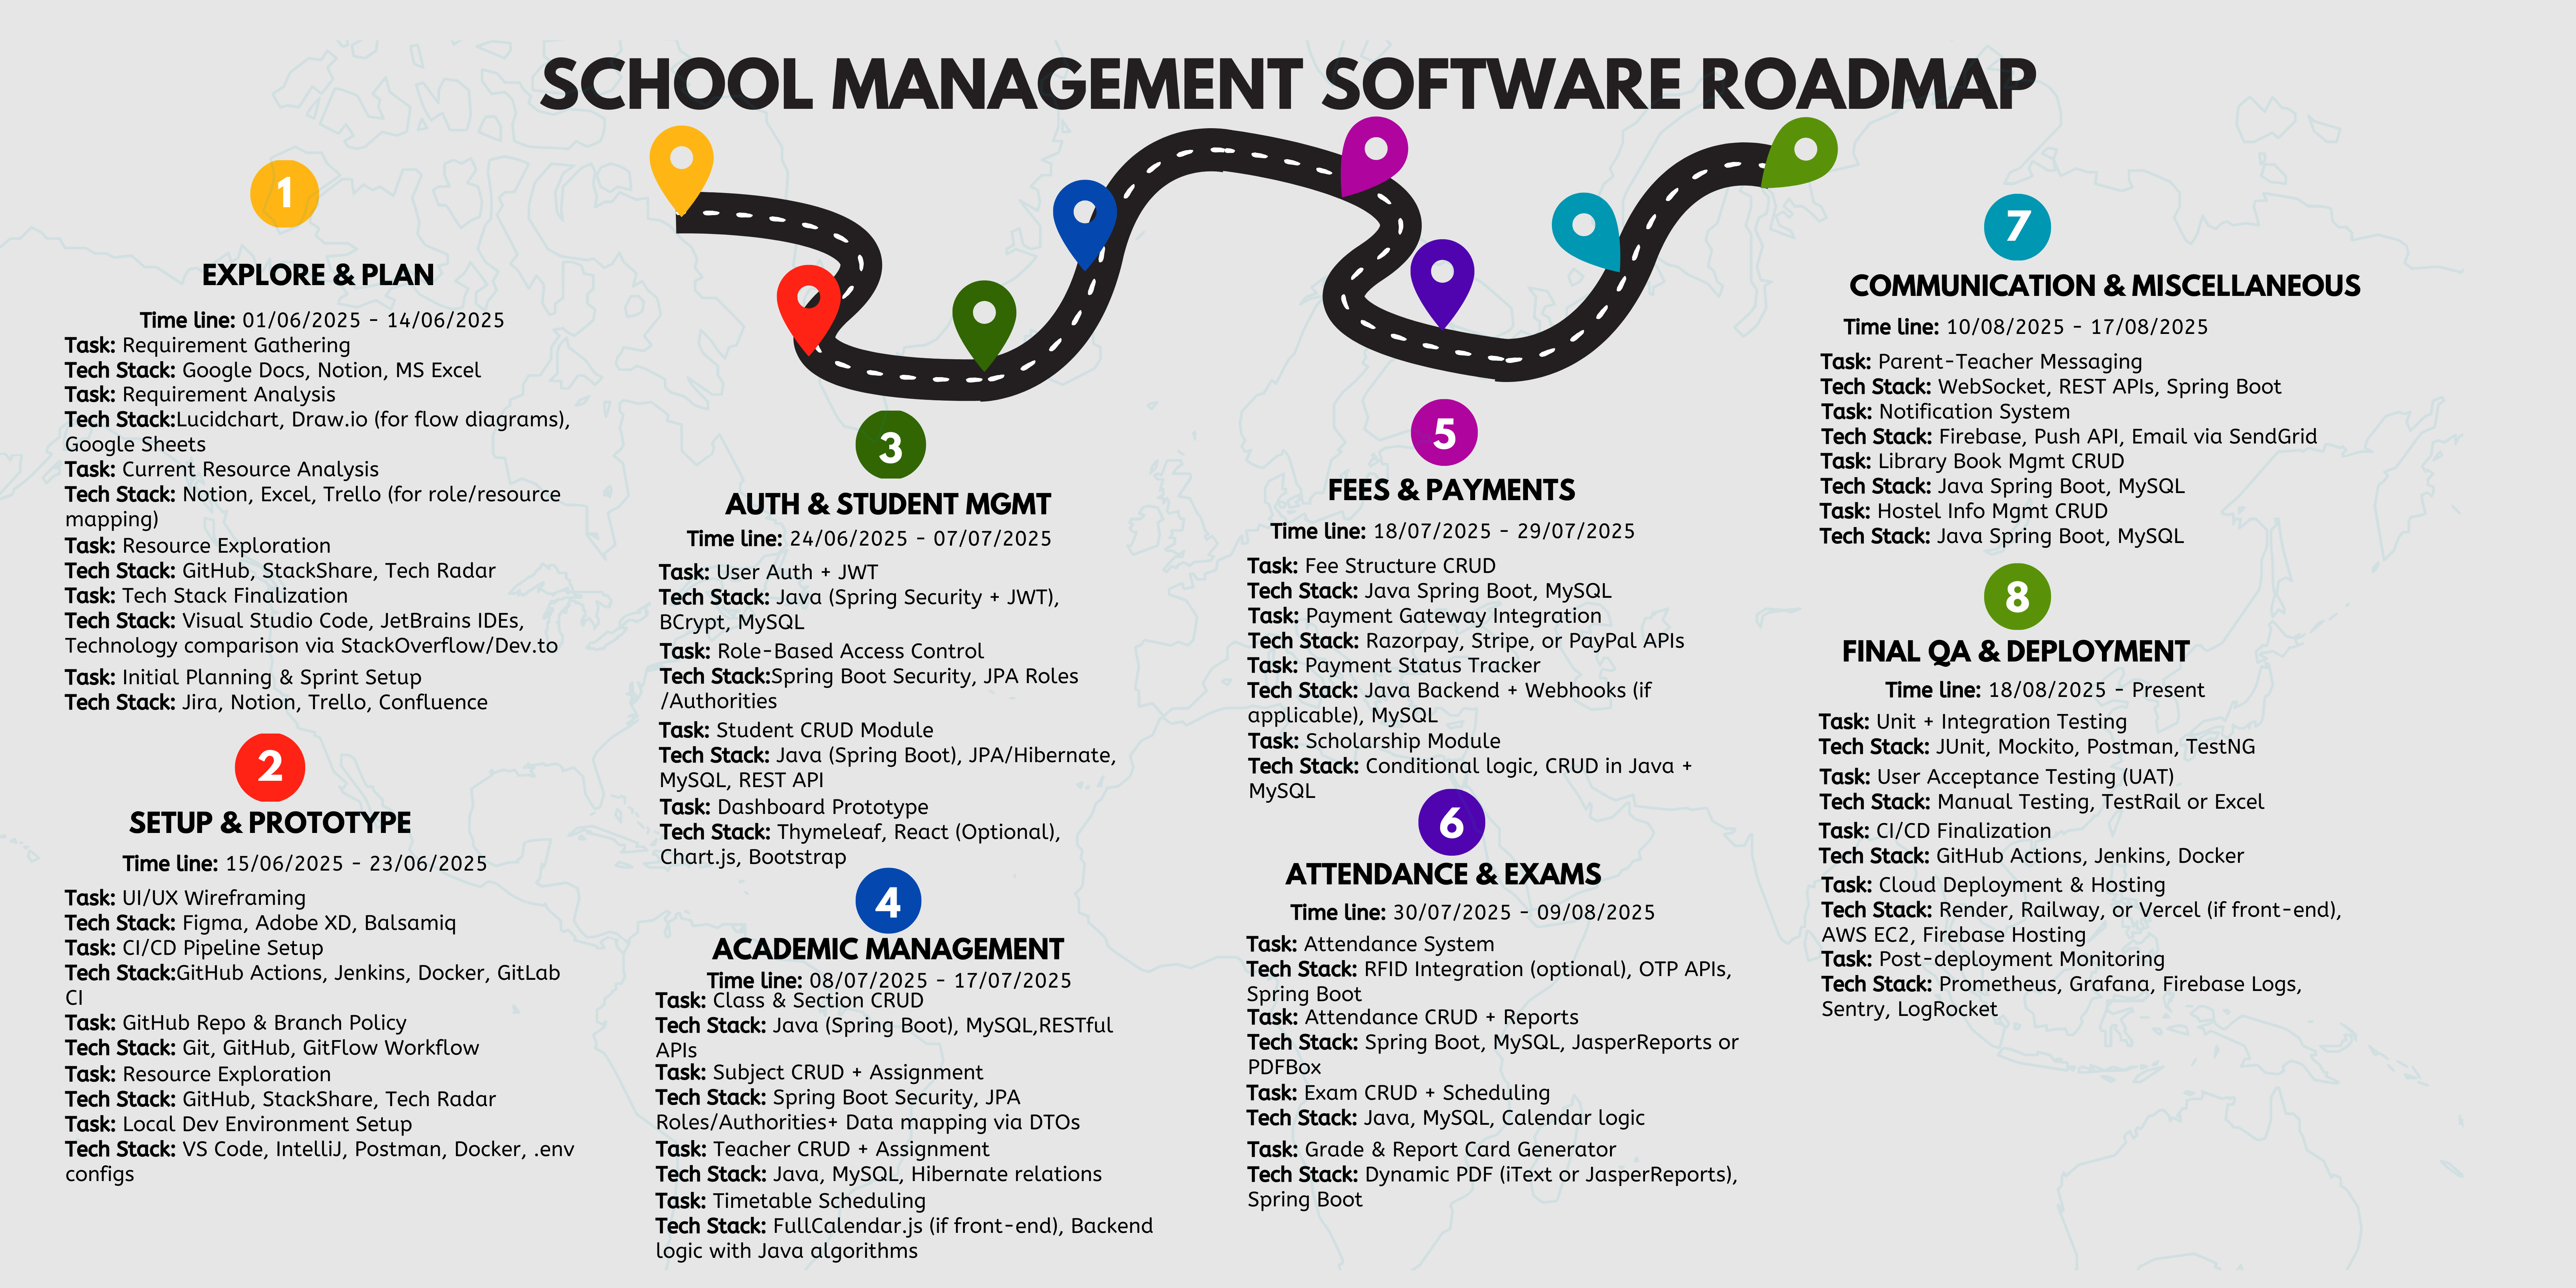 SCHOOL MANAGEMENT SOFTWARE ROADMAP
1
EXPLORE & PLAN
Time line: 01/06/2025 - 14/06/2025
Task: Requirement Gathering
Tech Stack: Google Docs, Notion, MS Excel
Task: Requirement Analysis
Tech Stack:Lucidchart, Draw.io (for flow diagrams),
Google Sheets
Task: Current Resource Analysis
Tech Stack: Notion, Excel, Trello (for role/resource
mapping)
Task: Resource Exploration
Tech Stack: GitHub, StackShare, Tech Radar
Task: Tech Stack Finalization
Tech Stack: Visual Studio Code, JetBrains IDEs,
Technology comparison via StackOverflow/Dev.to
Task: Initial Planning & Sprint Setup
Tech Stack: Jira, Notion, Trello, Confluence
2
SETUP & PROTOTYPE
Time line: 15/06/2025 - 23/06/2025
Task: UI/UX Wireframing
Tech Stack: Figma, Adobe XD, Balsamiq
Task: CI/CD Pipeline Setup
Tech Stack:GitHub Actions, Jenkins, Docker, GitLab
CI
Task: GitHub Repo & Branch Policy
Tech Stack: Git, GitHub, GitFlow Workflow
Task: Resource Exploration
Tech Stack: GitHub, StackShare, Tech Radar
Task: Local Dev Environment Setup
Tech Stack: VS Code, IntelliJ, Postman, Docker, .env
configs
3
AUTH & STUDENT MGMT
Time line: 24/06/2025 - 07/07/2025
Task: User Auth + JWT
Tech Stack: Java (Spring Security + JWT),
BCrypt, MySQL
Task: Role-Based Access Control
Tech Stack:Spring Boot Security, JPA Roles
/Authorities
Task: Student CRUD Module
Tech Stack: Java (Spring Boot), JPA/Hibernate,
MySQL, REST API
Task: Dashboard Prototype
Tech Stack: Thymeleaf, React (Optional),
Chart.js, Bootstrap
4
ACADEMIC MANAGEMENT
Time line: 08/07/2025 - 17/07/2025
Task: Class & Section CRUD
Tech Stack: Java (Spring Boot), MySQL,RESTful
APIs
Task: Subject CRUD + Assignment
Tech Stack: Spring Boot Security, JPA
Roles/Authorities+ Data mapping via DTOs
Task: Teacher CRUD + Assignment
Tech Stack: Java, MySQL, Hibernate relations
Task: Timetable Scheduling
Tech Stack: FullCalendar.js (if front-end), Backend
logic with Java algorithms
5
FEES & PAYMENTS
Time line: 18/07/2025 - 29/07/2025
Task: Fee Structure CRUD
Tech Stack: Java Spring Boot, MySQL
Task: Payment Gateway Integration
Tech Stack: Razorpay, Stripe, or PayPal APIs
Task: Payment Status Tracker
Tech Stack: Java Backend + Webhooks (if
applicable), MySQL
Task: Scholarship Module
Tech Stack: Conditional logic, CRUD in Java +
MySQL
6
ATTENDANCE & EXAMS
Time line: 30/07/2025 - 09/08/2025
Task: Attendance System
Tech Stack: RFID Integration (optional), OTP APIs,
Spring Boot
Task: Attendance CRUD + Reports
Tech Stack: Spring Boot, MySQL, JasperReports or
PDFBox
Task: Exam CRUD + Scheduling
Tech Stack: Java, MySQL, Calendar logic
Task: Grade & Report Card Generator
Tech Stack: Dynamic PDF (iText or JasperReports),
Spring Boot
7
COMMUNICATION & MISCELLANEOUS
Time line: 10/08/2025 - 17/08/2025
Task: Parent-Teacher Messaging
Tech Stack: WebSocket, REST APIs, Spring Boot
Task: Notification System
Tech Stack: Firebase, Push API, Email via SendGrid
Task: Library Book Mgmt CRUD
Tech Stack: Java Spring Boot, MySQL
Task: Hostel Info Mgmt CRUD
Tech Stack: Java Spring Boot, MySQL
8
FINAL QA & DEPLOYMENT
Time line: 18/08/2025 - Present
Task: Unit + Integration Testing
Tech Stack: JUnit, Mockito, Postman, TestNG
Task: User Acceptance Testing (UAT)
Tech Stack: Manual Testing, TestRail or Excel
Task: CI/CD Finalization
Tech Stack: GitHub Actions, Jenkins, Docker
Task: Cloud Deployment & Hosting
Tech Stack: Render, Railway, or Vercel (if front-end),
AWS EC2, Firebase Hosting
Task: Post-deployment Monitoring
Tech Stack: Prometheus, Grafana, Firebase Logs,
Sentry, LogRocket